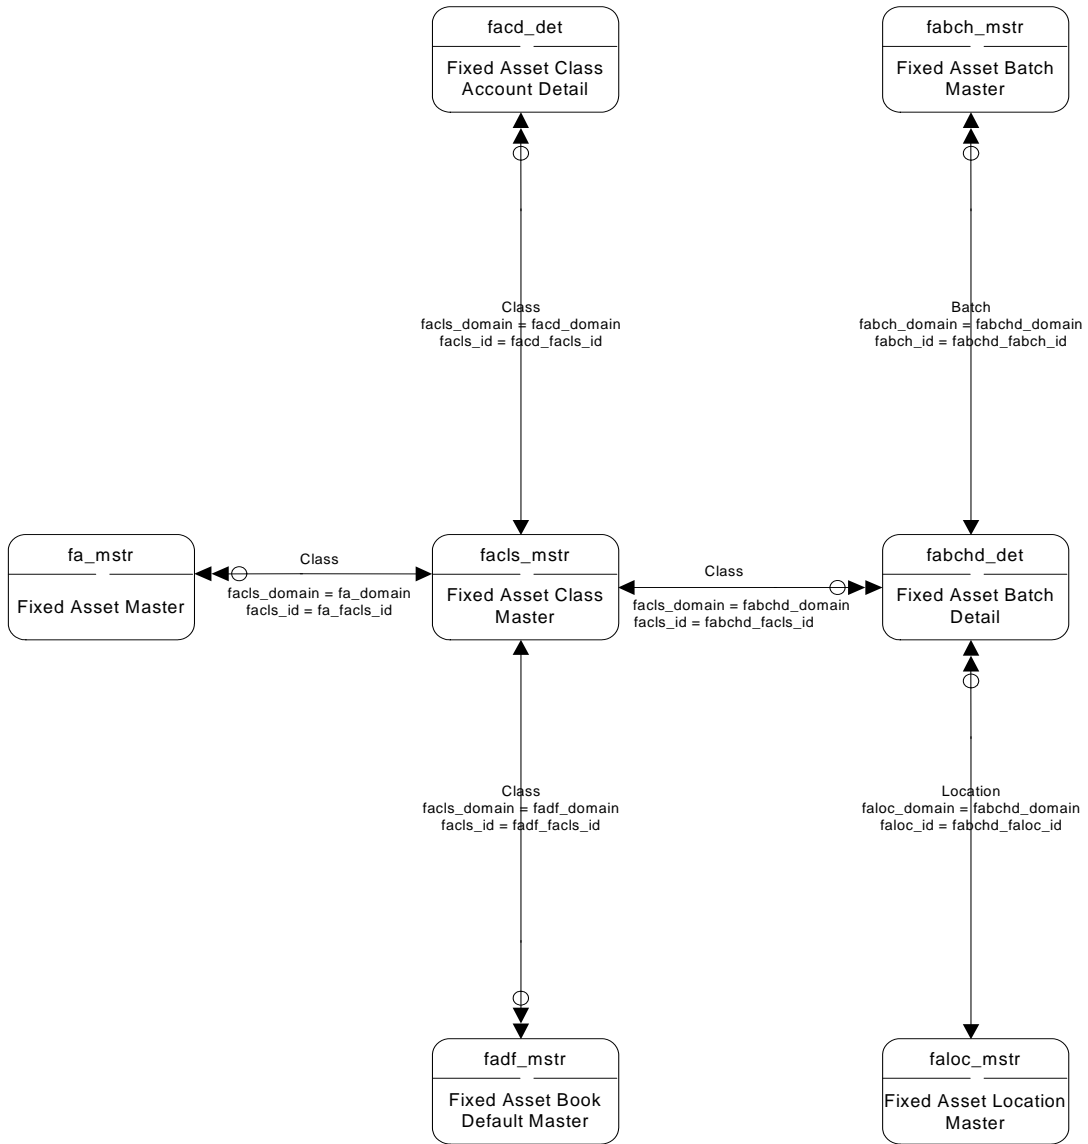 facd_det
Fixed Asset Class
Account Detail
fabch_mstr
Fixed Asset Batch
Master
Class
facls_domain = facd_domain
facls_id = facd_facls_id
Batch
fabch_domain = fabchd_domain
fabch_id = fabchd_fabch_id
fa_mstr
Fixed Asset Master
Class
facls_domain = fa_domain
facls_id = fa_facls_id
facls_mstr
Fixed Asset Class
Master
Class
facls_domain = fabchd_domain
facls_id = fabchd_facls_id
fabchd_det
Fixed Asset Batch
Detail
Class
facls_domain = fadf_domain
facls_id = fadf_facls_id
Location
faloc_domain = fabchd_domain
faloc_id = fabchd_faloc_id
fadf_mstr
Fixed Asset Book
Default Master
faloc_mstr
Fixed Asset Location
Master